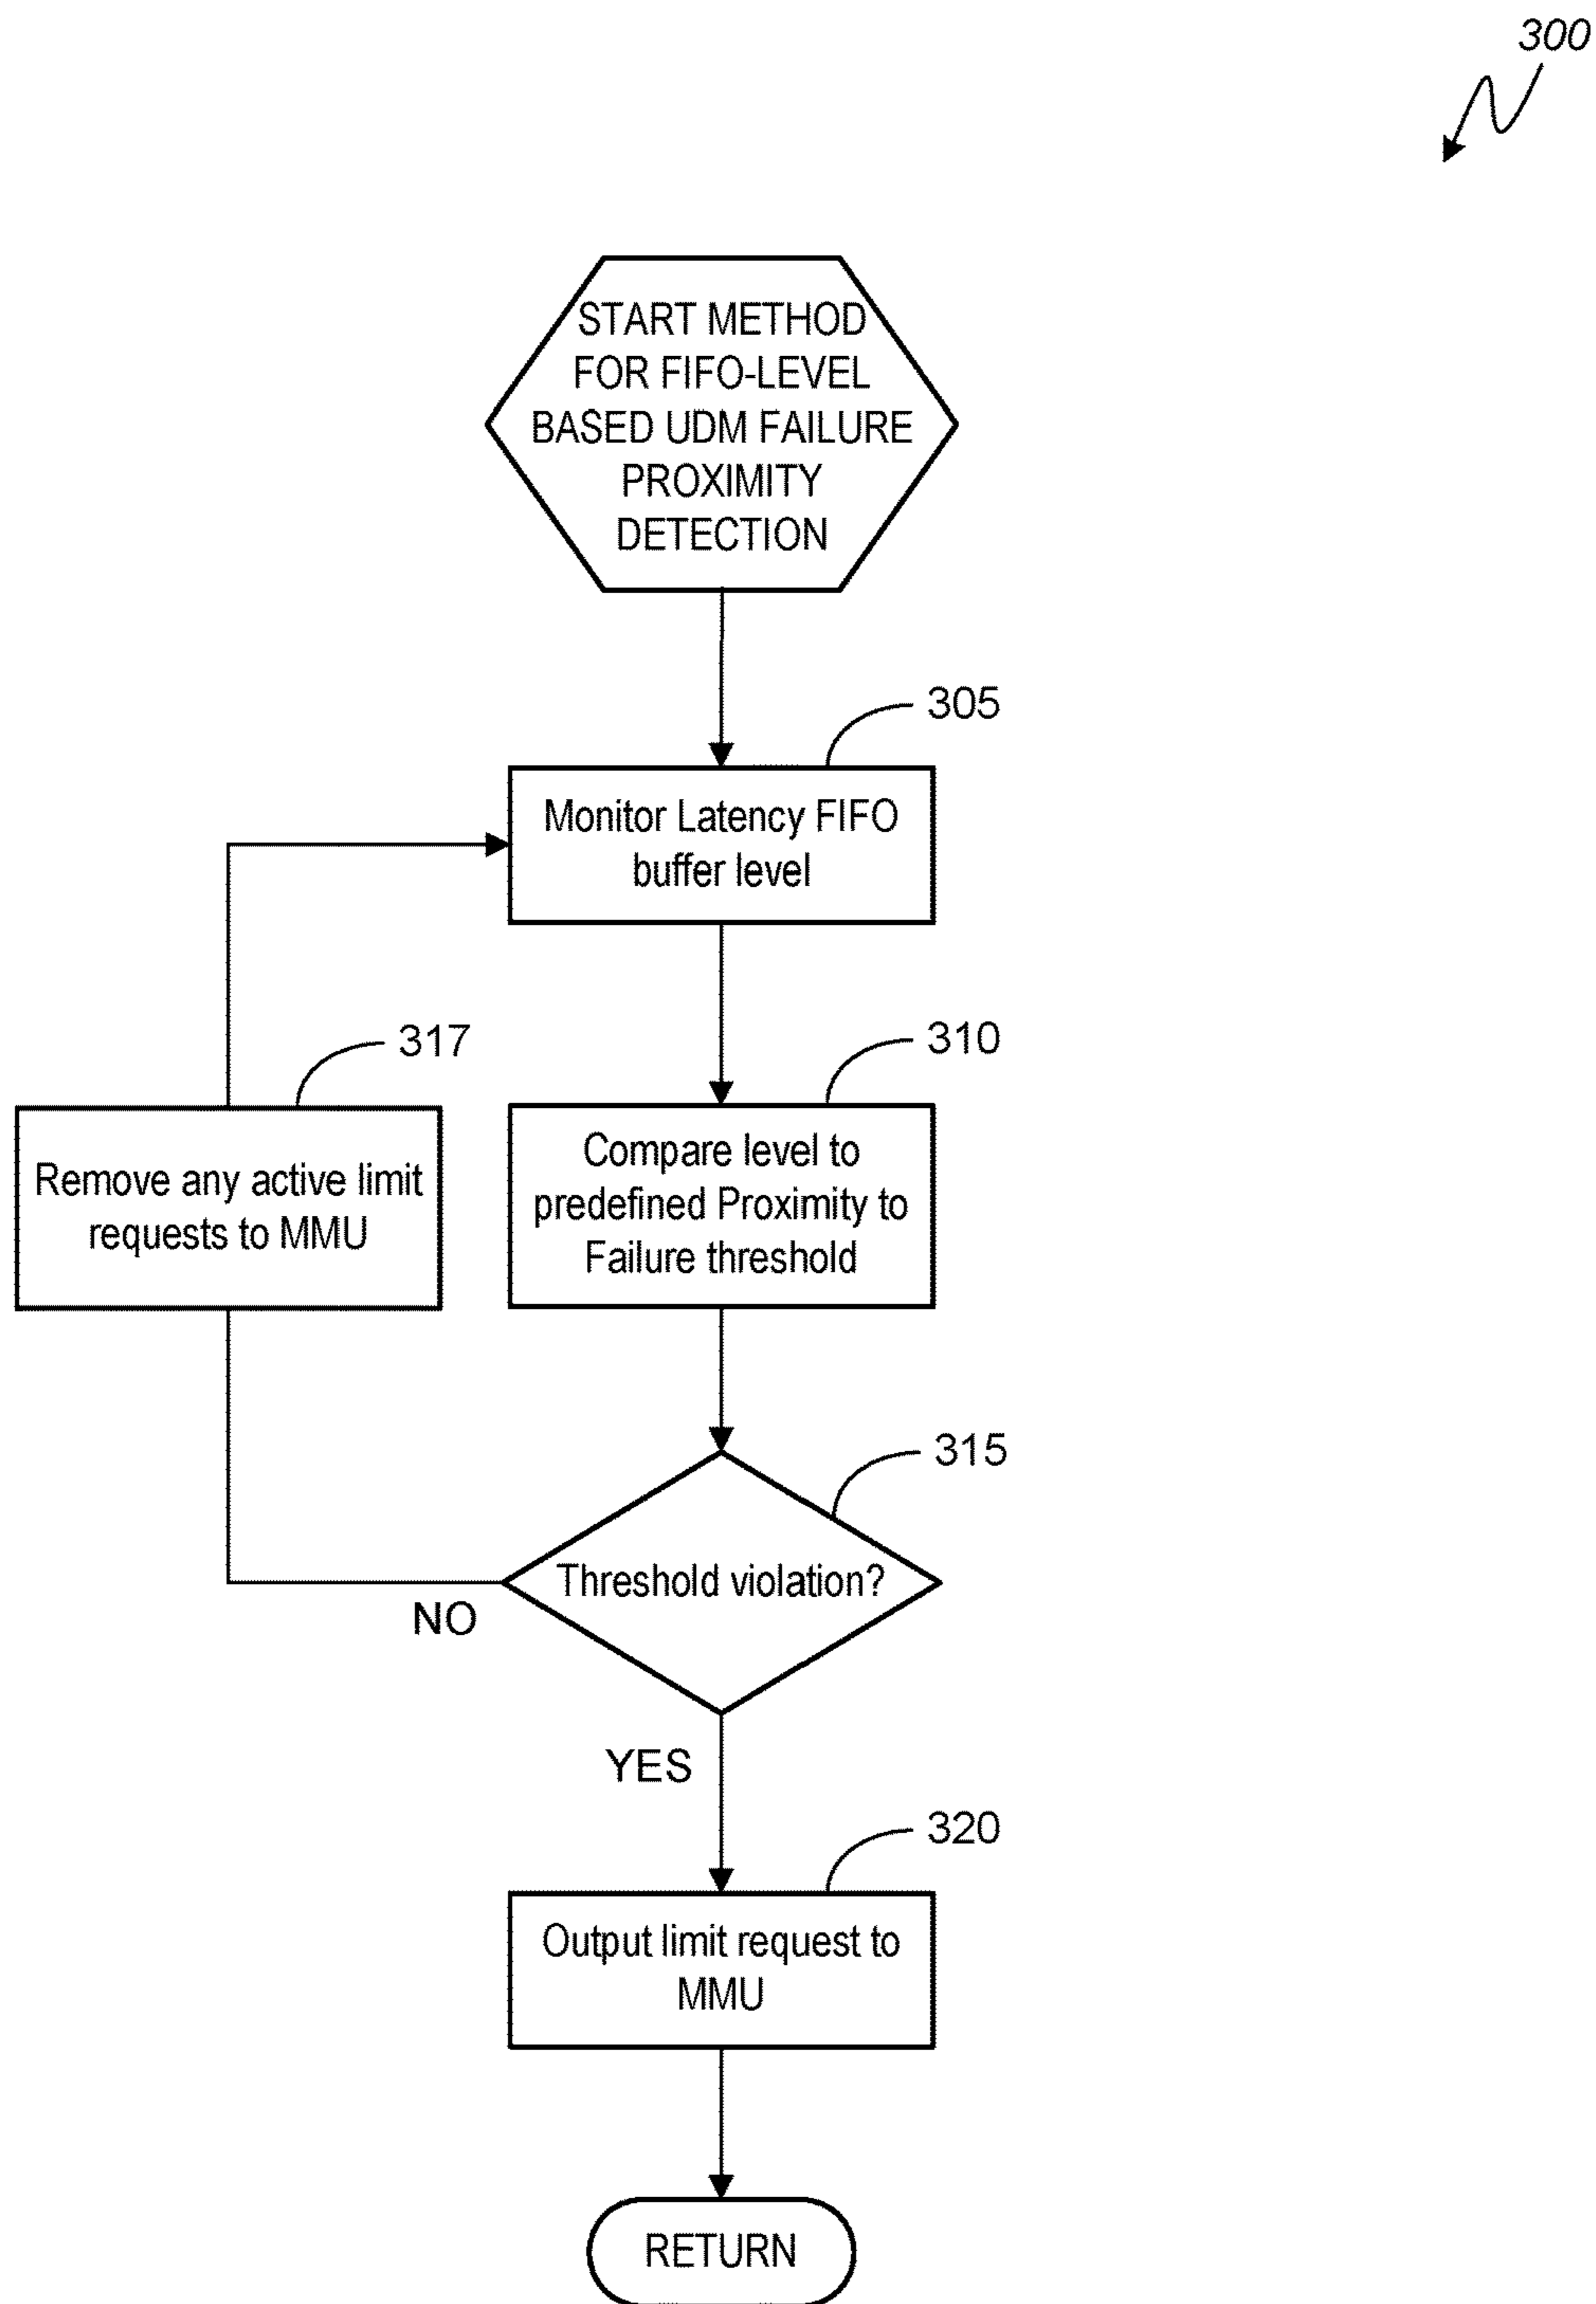 300
START METHOD
FOR FIFO-LEVEL
BASED UDM FAILURE
PROXIMITY
DETECTION
305
Monitor Latency FIFO
buffer level
317
310
Remove any active limit
requests to MMU
Compare level to
predefined Proximity to
Failure threshold
315
Threshold violation?
NO
YES
320
Output limit request to
MMU
RETURN